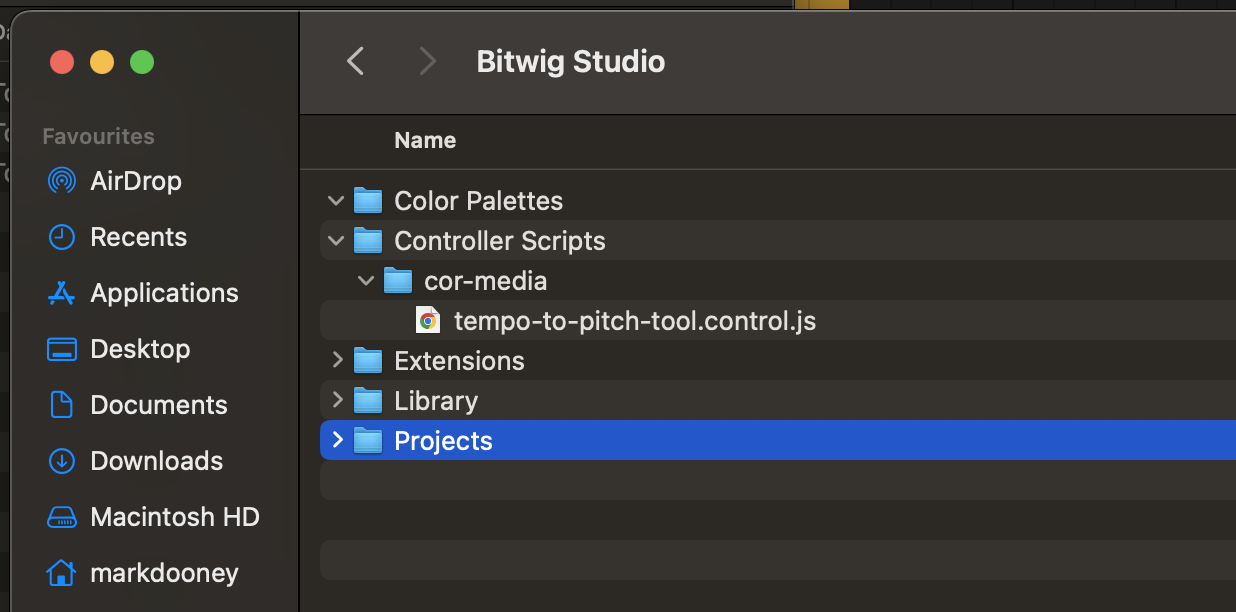 Bitwig Studio
Favourites
AirDrop
Recents
Applications
Desktop
Documents
Downloads
Macintosh HD
markdooney
Name
Color Palettes
Controller Scripts
cor-media
tempo-to-pitch-tool.control.js
Extensions
Library
Projects